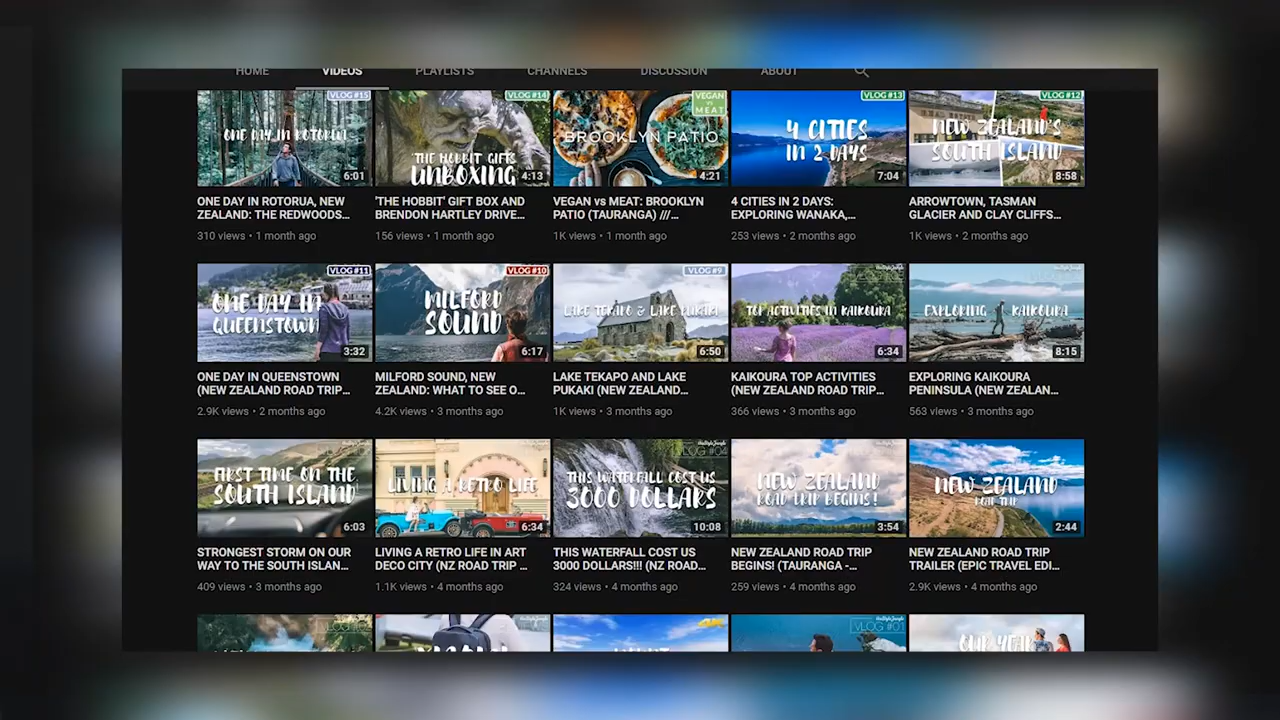 HOME VIDEOS PLAYLISTS CHANNELS DISCUSSION ABOUT
VLOG #15
ONE DAY IN ROTORUA
6:01
VLOG #14
THE HOBBIT GIFTS
UNBOXING
4:13
VEGAN
vs
MEAT
BROOKLYN PATIO
4:21
VLOG #13
4 CITIES
IN 2 DAYS
7:04
VLOG #12
NEW ZEALAND'S
SOUTH ISLAND
8:58
ONE DAY IN ROTORUA, NEW
ZEALAND: THE REDWOODS...
310 views • 1 month ago
'THE HOBBIT' GIFT BOX AND
BRENDON HARTLEY DRIVE...
156 views • 1 month ago
VEGAN vs MEAT: BROOKLYN
PATIO (TAURANGA) ///...
1K views • 1 month ago
4 CITIES IN 2 DAYS:
EXPLORING WANAKA,...
253 views • 2 months ago
ARROWTOWN, TASMAN
GLACIER AND CLAY CLIFFS...
1K views • 2 months ago
VLOG #11
ONE DAY IN
QUEENSTOWN
3:32
VLOG #10
MILFORD
SOUND
6:17
VLOG #9
LAKE TEKAPO & LAKE PUKAKI
6:50
TOP ACTIVITIES IN KAIKOURA
6:34
EXPLORING KAIKOURA
8:15
ONE DAY IN QUEENSTOWN
(NEW ZEALAND ROAD TRIP...
2.9K views • 2 months ago
MILFORD SOUND, NEW
ZEALAND: WHAT TO SEE O...
4.2K views • 3 months ago
LAKE TEKAPO AND LAKE
PUKAKI (NEW ZEALAND...
1K views • 3 months ago
KAIKOURA TOP ACTIVITIES
(NEW ZEALAND ROAD TRIP...
366 views • 3 months ago
EXPLORING KAIKOURA
PENINSULA (NEW ZEALAN...
563 views • 3 months ago
FIRST TIME ON THE
SOUTH ISLAND
6:03
LIVING A RETRO LIFE
6:34
VLOG #04
THIS WATERFALL COST US
3000 DOLLARS
10:08
NEW ZEALAND
ROAD TRIP BEGINS!
3:54
NEW ZEALAND
ROAD TRIP
2:44
STRONGEST STORM ON OUR
WAY TO THE SOUTH ISLAN...
409 views • 3 months ago
LIVING A RETRO LIFE IN ART
DECO CITY (NZ ROAD TRIP ...
1.1K views • 4 months ago
THIS WATERFALL COST US
3000 DOLLARS!!! (NZ ROAD...
324 views • 4 months ago
NEW ZEALAND ROAD TRIP
BEGINS! (TAURANGA -...
259 views • 4 months ago
NEW ZEALAND ROAD TRIP
TRAILER (EPIC TRAVEL EDI...
2.9K views • 4 months ago
4K
VLOG #01
OUR YEAR